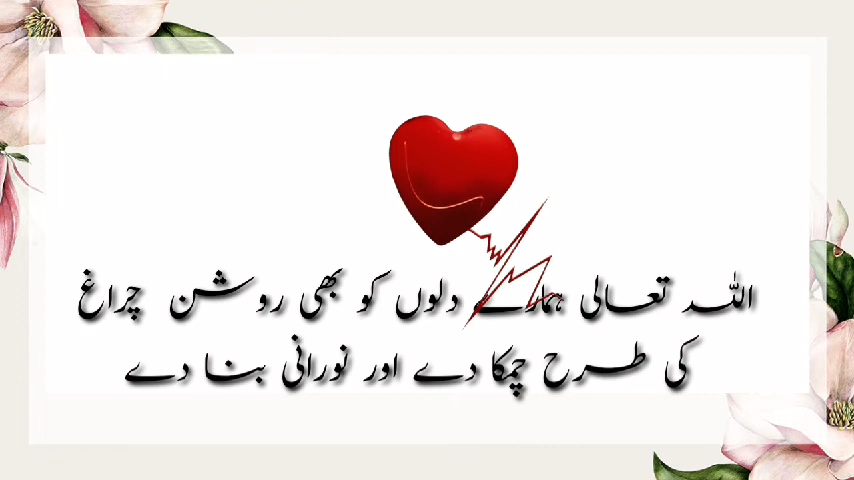 اللہ تعالی ہمارے دلوں کو بھی روشن چراغ
کی طرح چمکا دے اور نورانی بنا دے